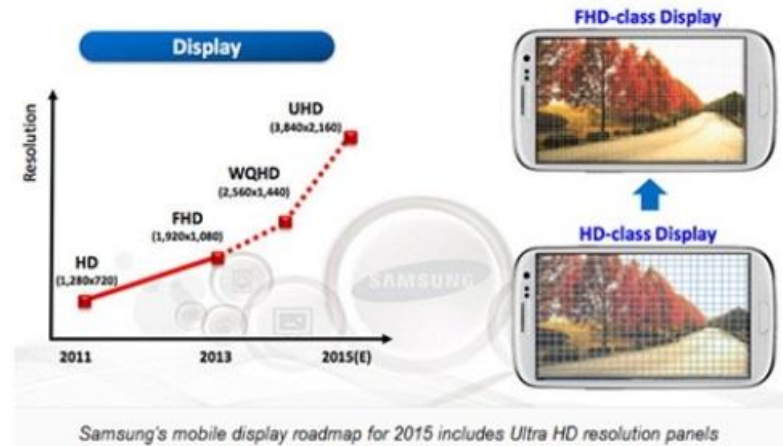 Display
Resolution
HD
(1,280x720)
FHD
(1,920x1,080)
WQHD
(2,560x1,440)
UHD
(3,840x2,160)
2011
2013
2015(E)
SAMSUNG
FHD-class Display
HD-class Display
Samsung's mobile display roadmap for 2015 includes Ultra HD resolution panels